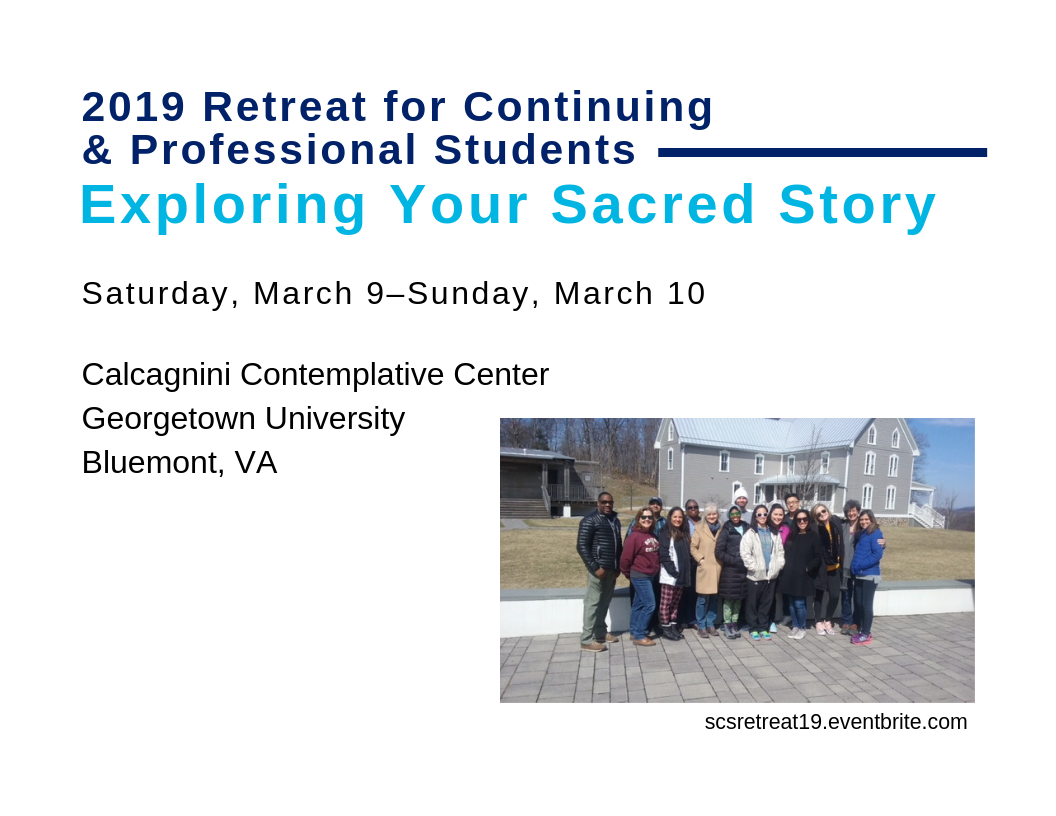 2019 Retreat for Continuing
& Professional Students
Exploring Your Sacred Story
Saturday, March 9–Sunday, March 10
Calcagnini Contemplative Center
Georgetown University
Bluemont, VA
scsretreat19.eventbrite.com